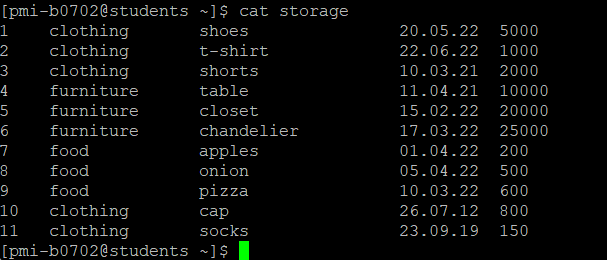 [pmi-b0702@students ~]$ cat storage
1 clothing shoes 20.05.22 5000
2 clothing t-shirt 22.06.22 1000
3 clothing shorts 10.03.21 2000
4 furniture table 11.04.21 10000
5 furniture closet 15.02.22 20000
6 furniture chandelier 17.03.22 25000
7 food apples 01.04.22 200
8 food onion 05.04.22 500
9 food pizza 10.03.22 600
10 clothing cap 26.07.12 800
11 clothing socks 23.09.19 150
[pmi-b0702@students ~]$